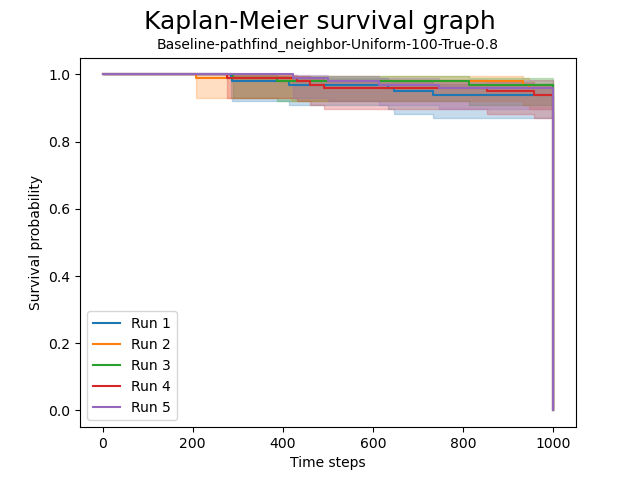 Kaplan-Meier survival graph
Baseline-pathfind_neighbor-Uniform-100-True-0.8
Survival probability
1.0
0.8
0.6
0.4
0.2
0.0
Run 1
Run 2
Run 3
Run 4
Run 5
0 200 400 600 800 1000
Time steps